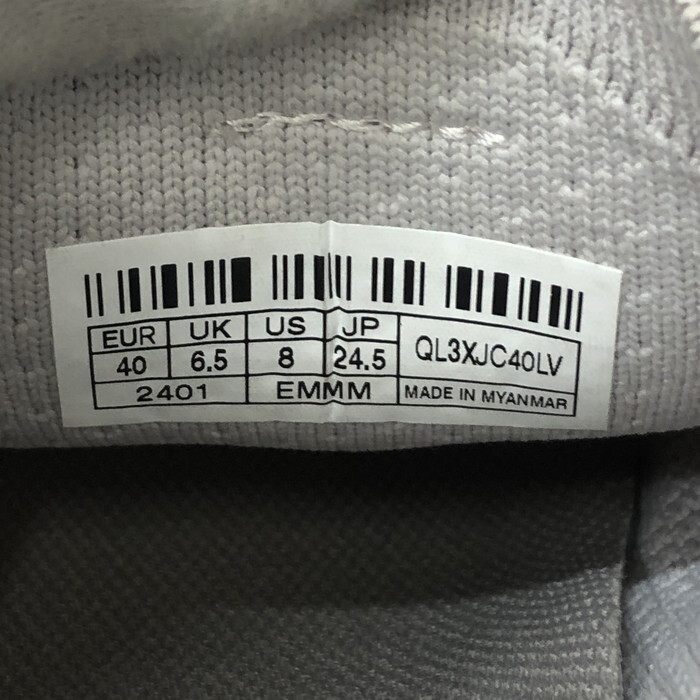 EUR UK US JP QL3XJC40LV
40 6.5 8 24.5
2401 EMMM MADE IN MYANMAR